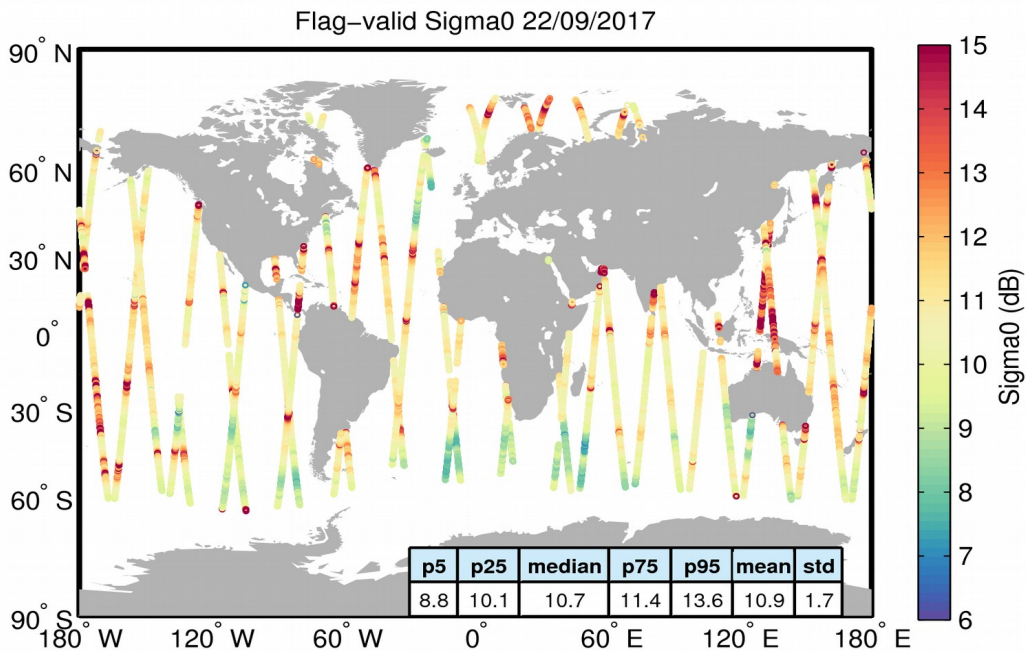 Flag–valid Sigma0 22/09/2017
90° N
60° N
30° N
0°
30° S
60° S
90° S
180° W
120° W
60° W
0°
60° E
120° E
180° E
p5 p25 median p75 p95 mean std
8.8 10.1 10.7 11.4 13.6 10.9 1.7
15
14
13
12
11
10
9
8
7
6
Sigma0 (dB)